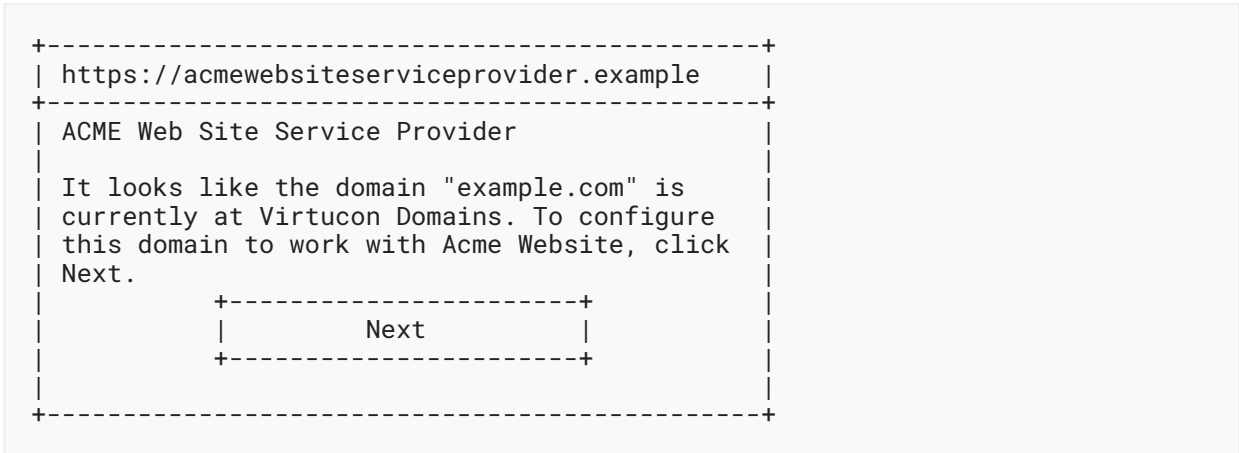 https://acmewebsiteserviceprovider.example
ACME Web Site Service Provider
It looks like the domain "example.com" is
currently at Virtucon Domains. To configure
this domain to work with Acme Website, click
Next.
Next